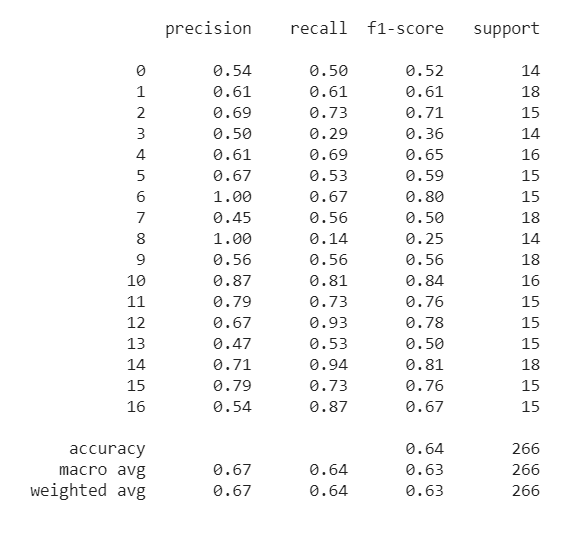 precision recall f1-score support
0 0.54 0.50 0.52 14
1 0.61 0.61 0.61 18
2 0.69 0.73 0.71 15
3 0.50 0.29 0.36 14
4 0.61 0.69 0.65 16
5 0.67 0.53 0.59 15
6 1.00 0.67 0.80 15
7 0.45 0.56 0.50 18
8 1.00 0.14 0.25 14
9 0.56 0.56 0.56 18
10 0.87 0.81 0.84 16
11 0.79 0.73 0.76 15
12 0.67 0.93 0.78 15
13 0.47 0.53 0.50 15
14 0.71 0.94 0.81 18
15 0.79 0.73 0.76 15
16 0.54 0.87 0.67 15
accuracy 0.64 266
macro avg 0.67 0.64 0.63 266
weighted avg 0.67 0.64 0.63 266